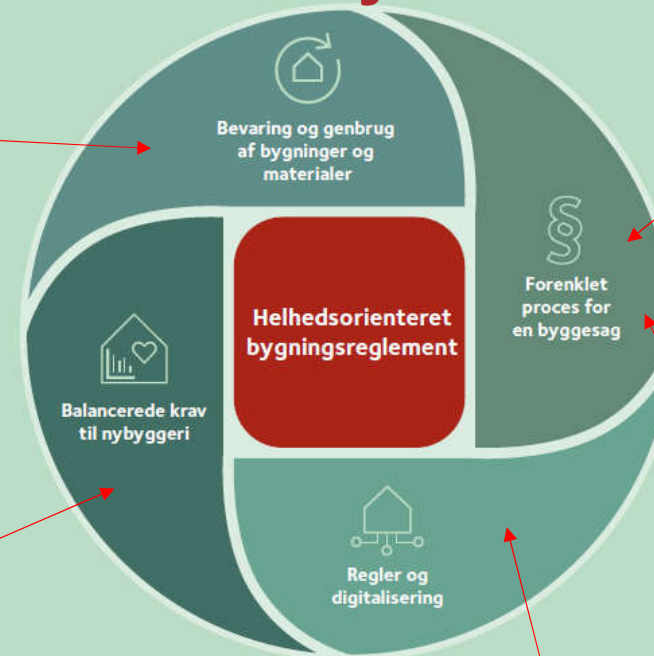 Bevaring og genbrug
af bygninger og
materialer
§
Forenklet
proces for
en byggesag
Helhedsorienteret
bygningsreglement
Balancerede krav
til nybyggeri
Regler og
digitalisering